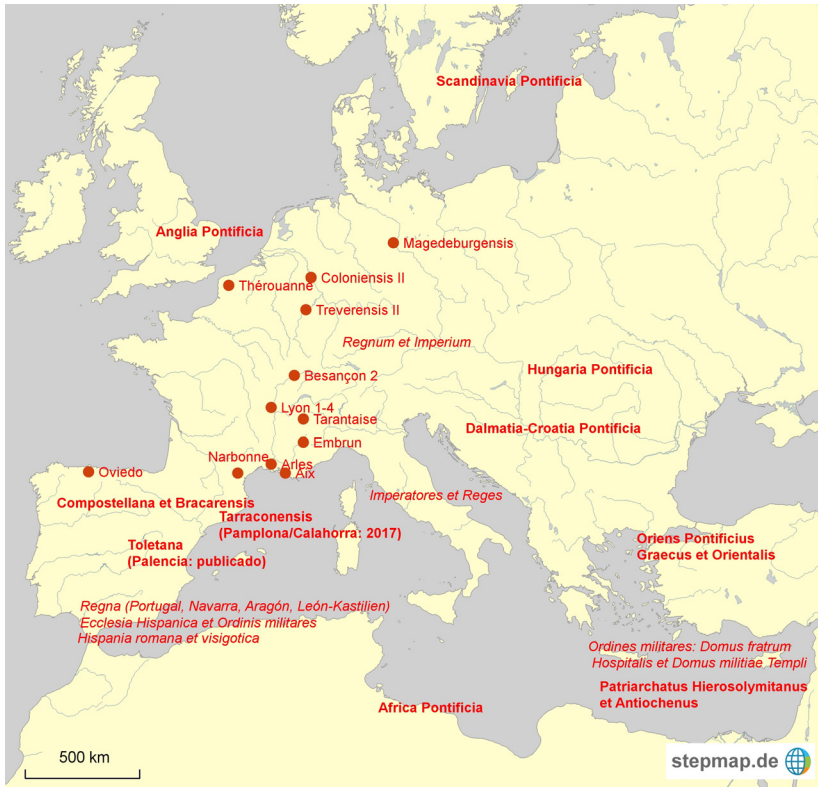 Scandinavia Pontificia
Anglia Pontificia
Magedeburgensis
Coloniensis II
Thérouanne
Treverensis II
Regnum et Imperium
Hungaria Pontificia
Besançon 2
Lyon 1-4
Tarantaise
Dalmatia-Croatia Pontificia
Embrun
Narbonne
Arles
Aix
Oviedo
Imperatores et Reges
Compostellana et Bracarensis
Tarraconensis
(Pamplona/Calahorra: 2017)
Toletana
(Palencia: publicado)
Oriens Pontificius
Graecus et Orientalis
Regna (Portugal, Navarra, Aragón, León-Kastilien)
Ecclesia Hispanica et Ordinis militares
Hispania romana et visigotica
Ordines militares: Domus fratrum
Hospitalis et Domus militiae Templi
Patriarchatus Hierosolymitanus
et Antiochenus
Africa Pontificia
500 km
stepmap.de